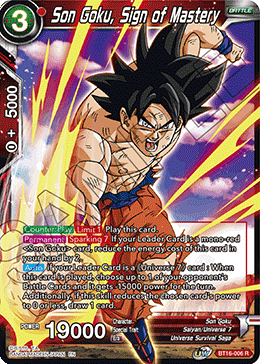 3
Son Goku, Sign of Mastery
BATTLE
0 + 5000
Counter:Play Limit 1 Play this card.
Permanent Sparking 7 If your Leader Card is a mono-red
<Son Goku> card, reduce the energy cost of this card in
your hand by 2.
Auto If your Leader Card is a ‹Universe 7› card : When
this card is played, choose up to 1 of your opponent's
Battle Cards and it gets -15000 power for the turn.
Additionally, if this skill reduces the chosen card's power
to 0 or less, draw 1 card.
POWER 19000
Character Son Goku
Special Trait Saiyan/Universe 7
Era Universe Survival Saga
UW BT16-006 R